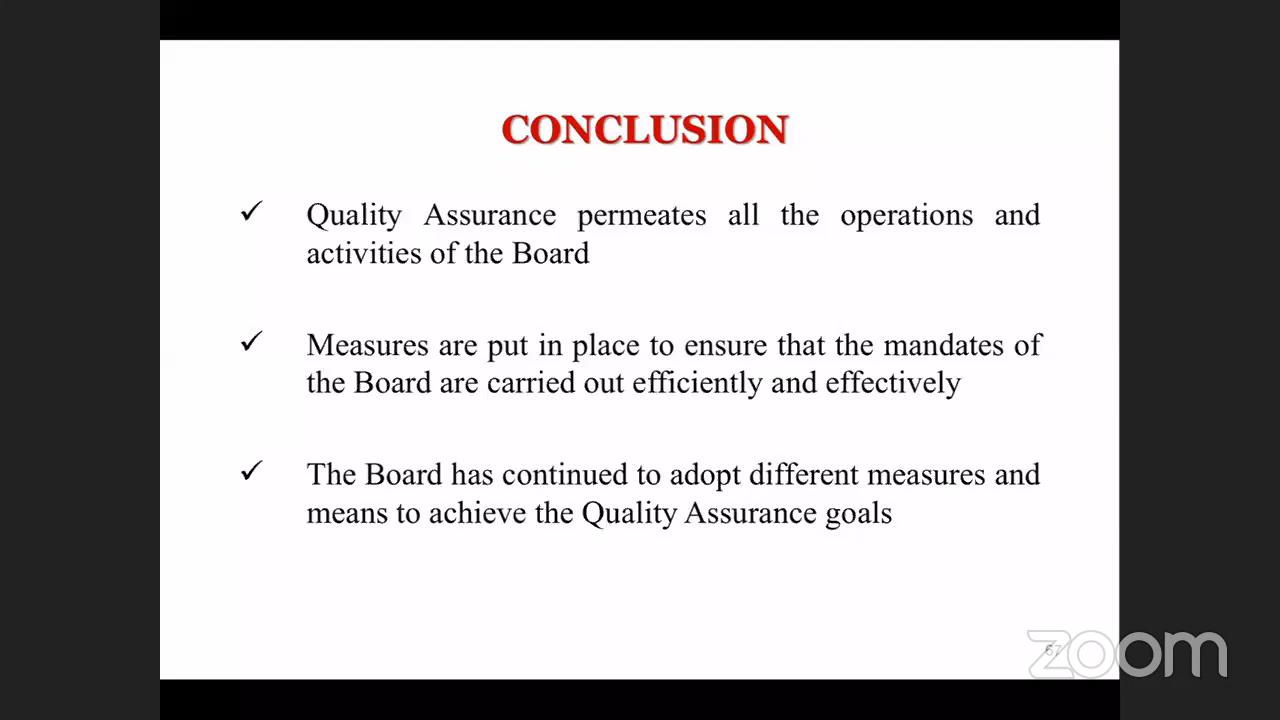 CONCLUSION
✓ Quality Assurance permeates all the operations and
activities of the Board
✓ Measures are put in place to ensure that the mandates of
the Board are carried out efficiently and effectively
✓ The Board has continued to adopt different measures and
means to achieve the Quality Assurance goals
67
zoom